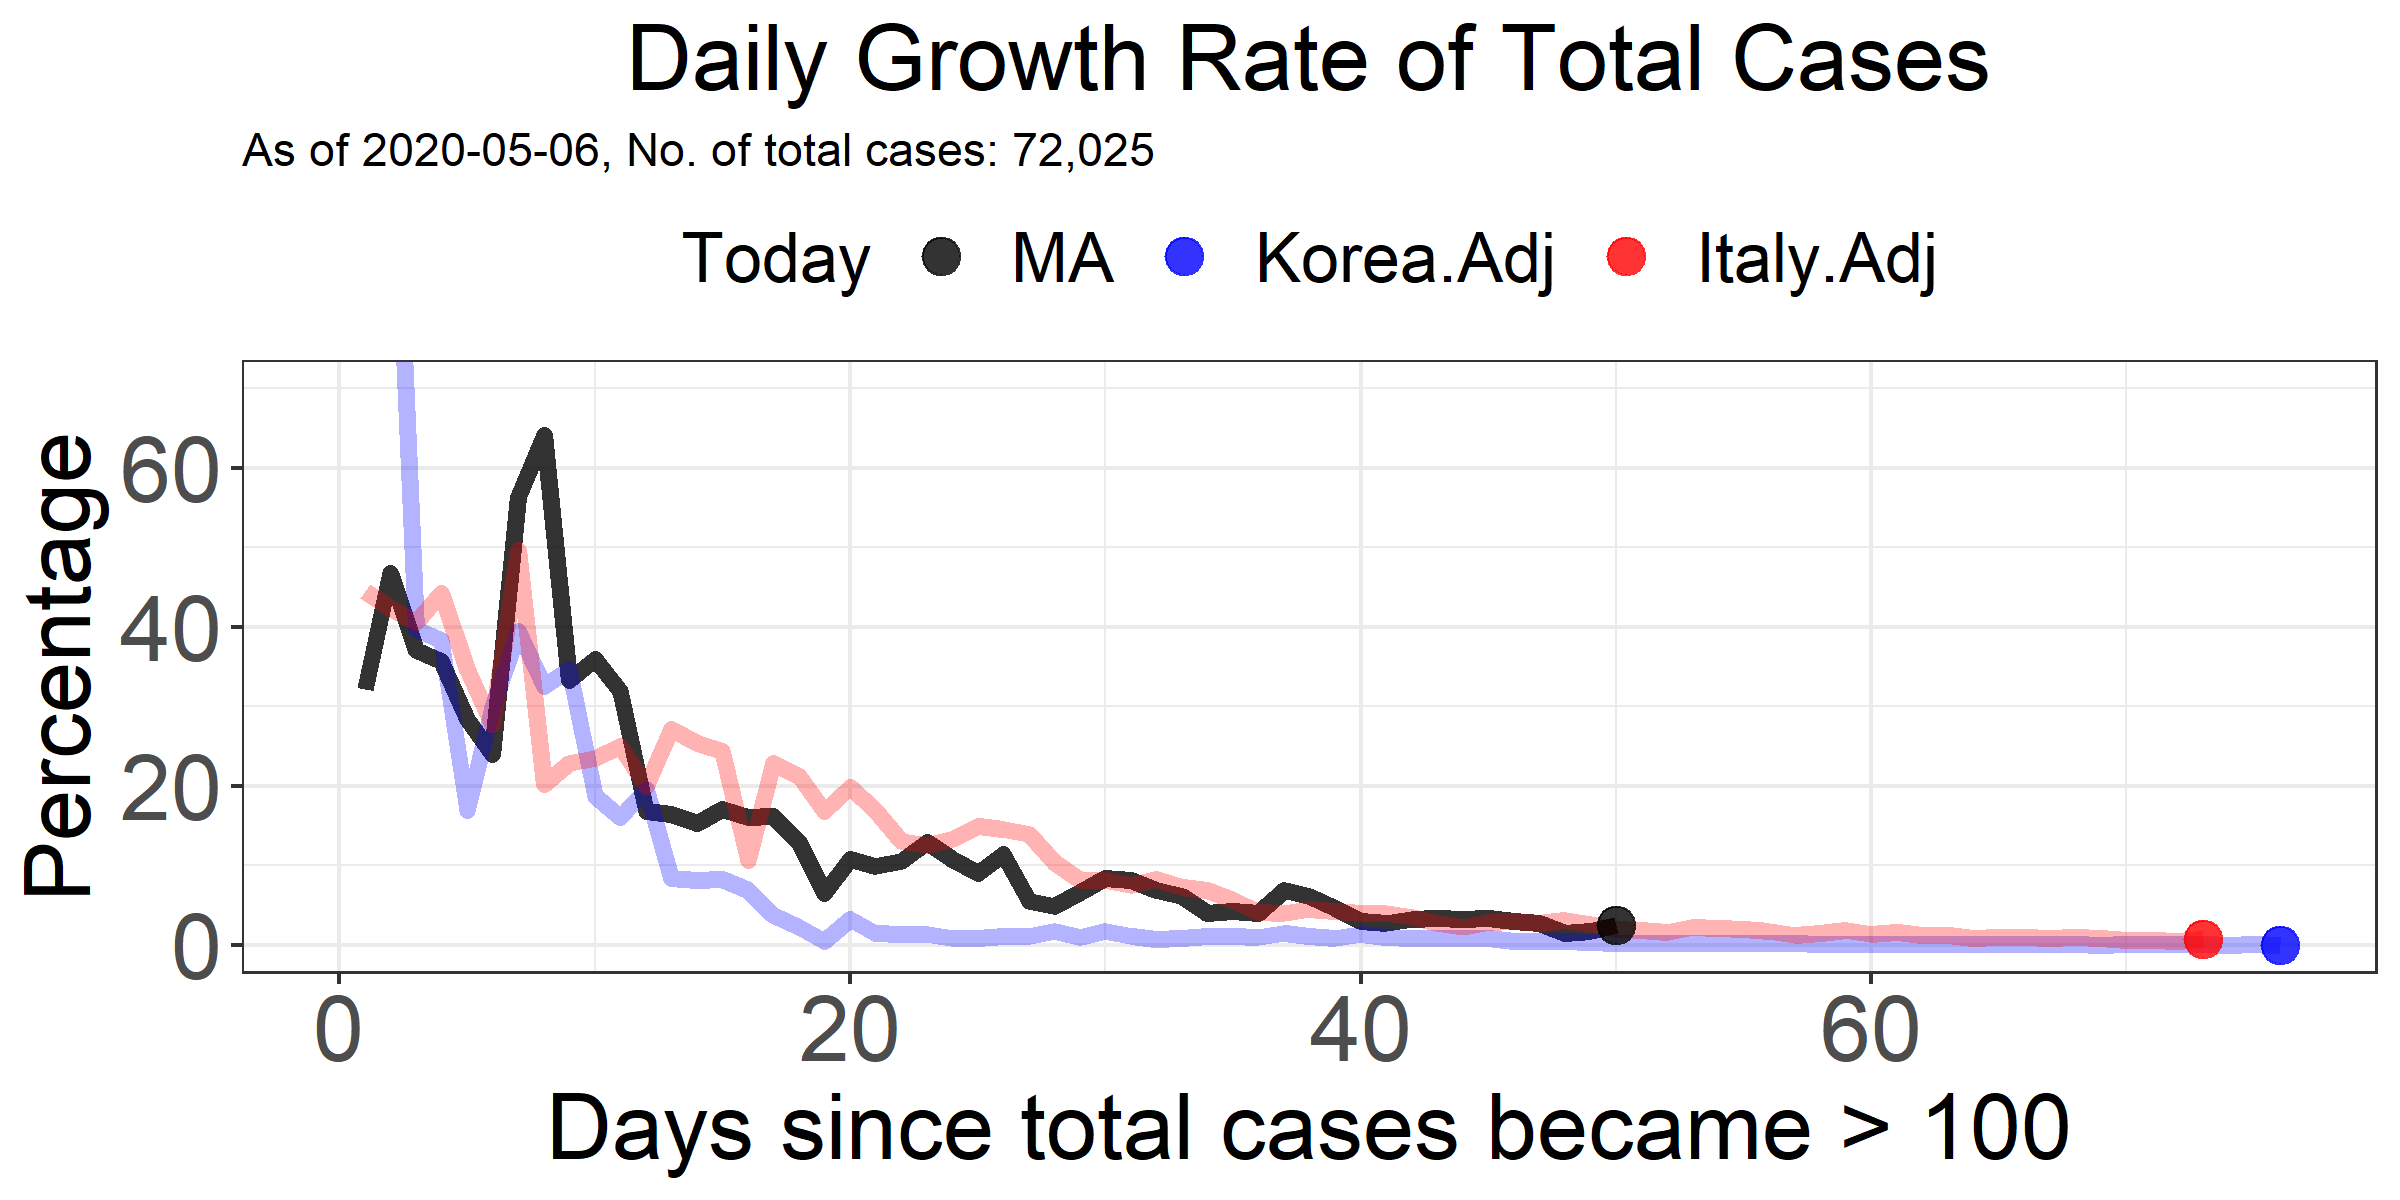 Daily Growth Rate of Total Cases
As of 2020-05-06, No. of total cases: 72,025
Today MA Korea.Adj Italy.Adj
Percentage
60
40
20
0
0 20 40 60
Days since total cases became > 100